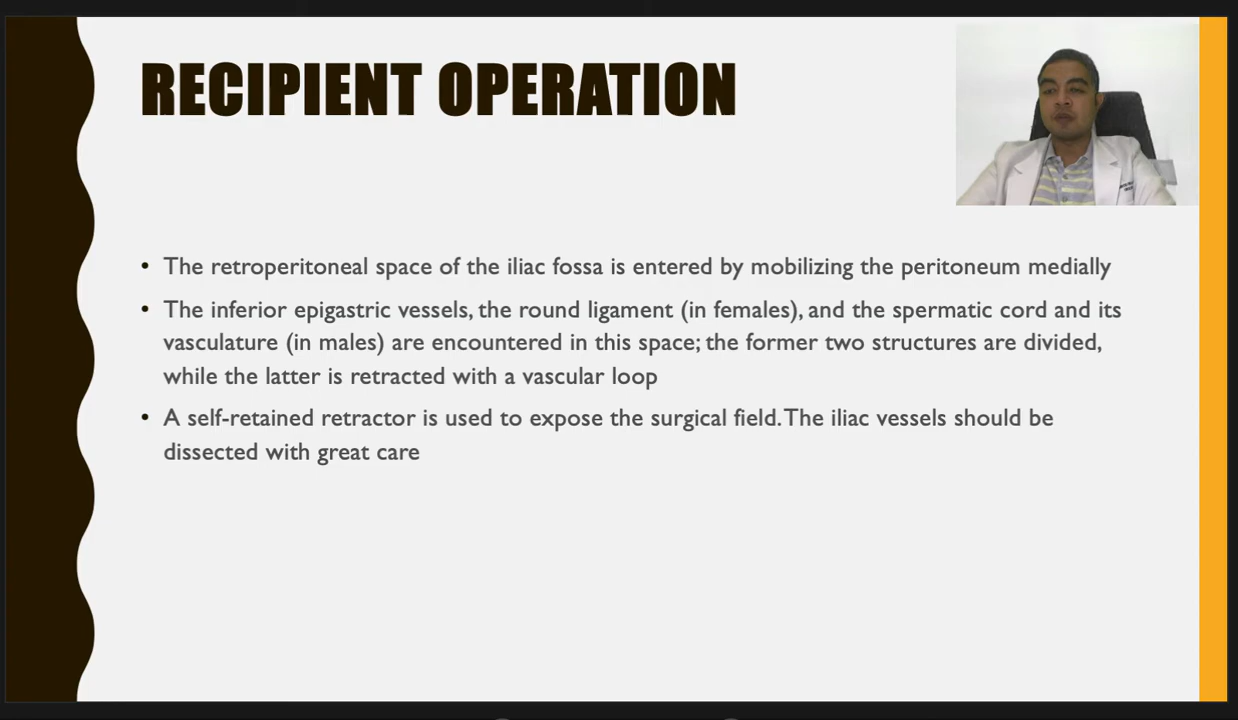 RECIPIENT OPERATION
• The retroperitoneal space of the iliac fossa is entered by mobilizing the peritoneum medially
• The inferior epigastric vessels, the round ligament (in females), and the spermatic cord and its
vasculature (in males) are encountered in this space; the former two structures are divided,
while the latter is retracted with a vascular loop
• A self-retained retractor is used to expose the surgical field. The iliac vessels should be
dissected with great care